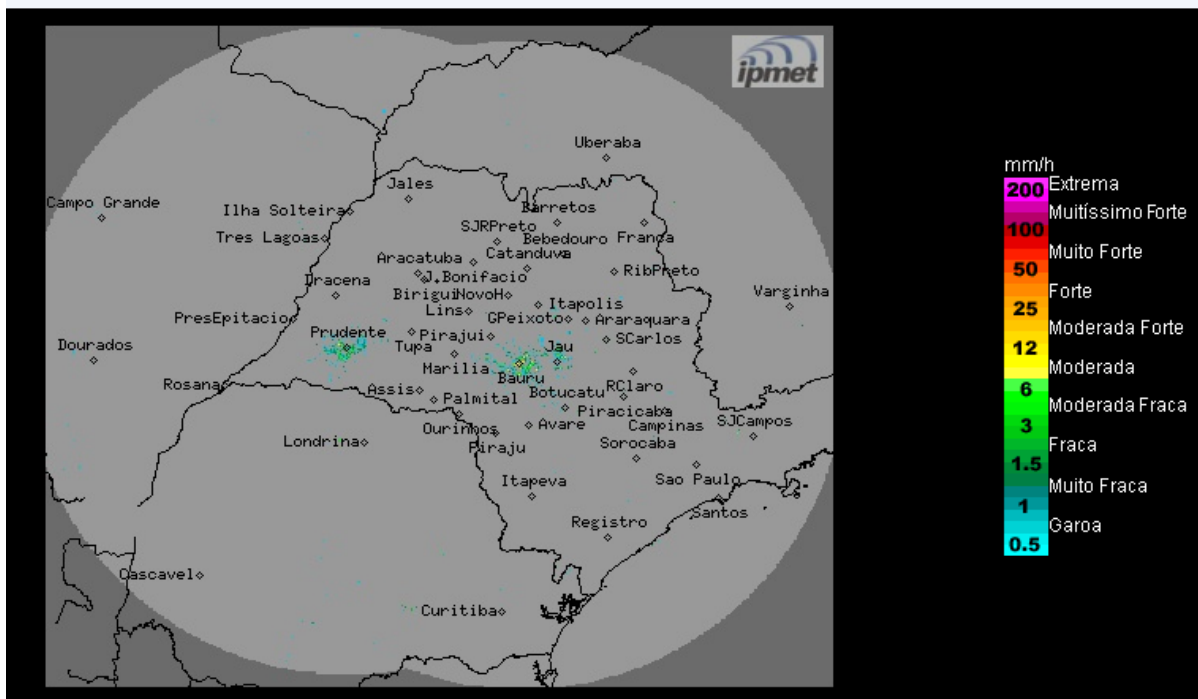 ipmet
Uberaba
Jales
Campo Grande
Ilha Solteira
Barretos
SJRPreto
Tres Lagoas
Bebedouro
Franca
Catanduva
Aracatuba
RibPreto
J.Bonifacio
Dracena
Birigui
NovoH
Itapolis
Varginha
Lins
PresEpitacio
GPeixoto
Araraquara
Prudente
Pirajui
SCarlos
Dourados
Tupa
Jau
Marilia
Bauru
Rosana
Assis
Botucatu
RClaro
Palmital
Piracicaba
Ourinhos
Avare
Campinas
SJCampos
Londrina
Piraju
Sorocaba
Itapeva
Sao Paulo
Santos
Registro
Cascavel
Curitiba
mm/h
200 Extrema
Muitíssimo Forte
100
Muito Forte
50
Forte
25
Moderada Forte
12
Moderada
6
Moderada Fraca
3
Fraca
1.5
Muito Fraca
1
Garoa
0.5